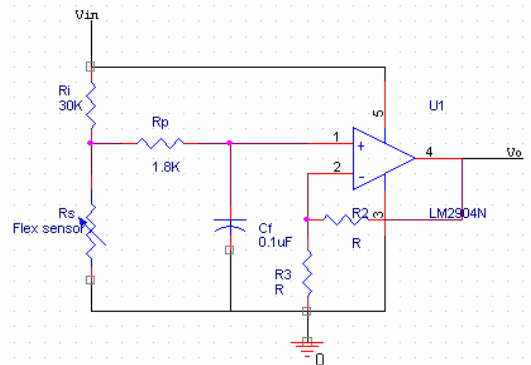 Vin
Ri
30K
Rp
1.8K
Rs
Flex sensor
Cf
0.1uF
R3
R
R2
R
U1
LM2904N
Vo
1
2
3
4
5
+
-
0